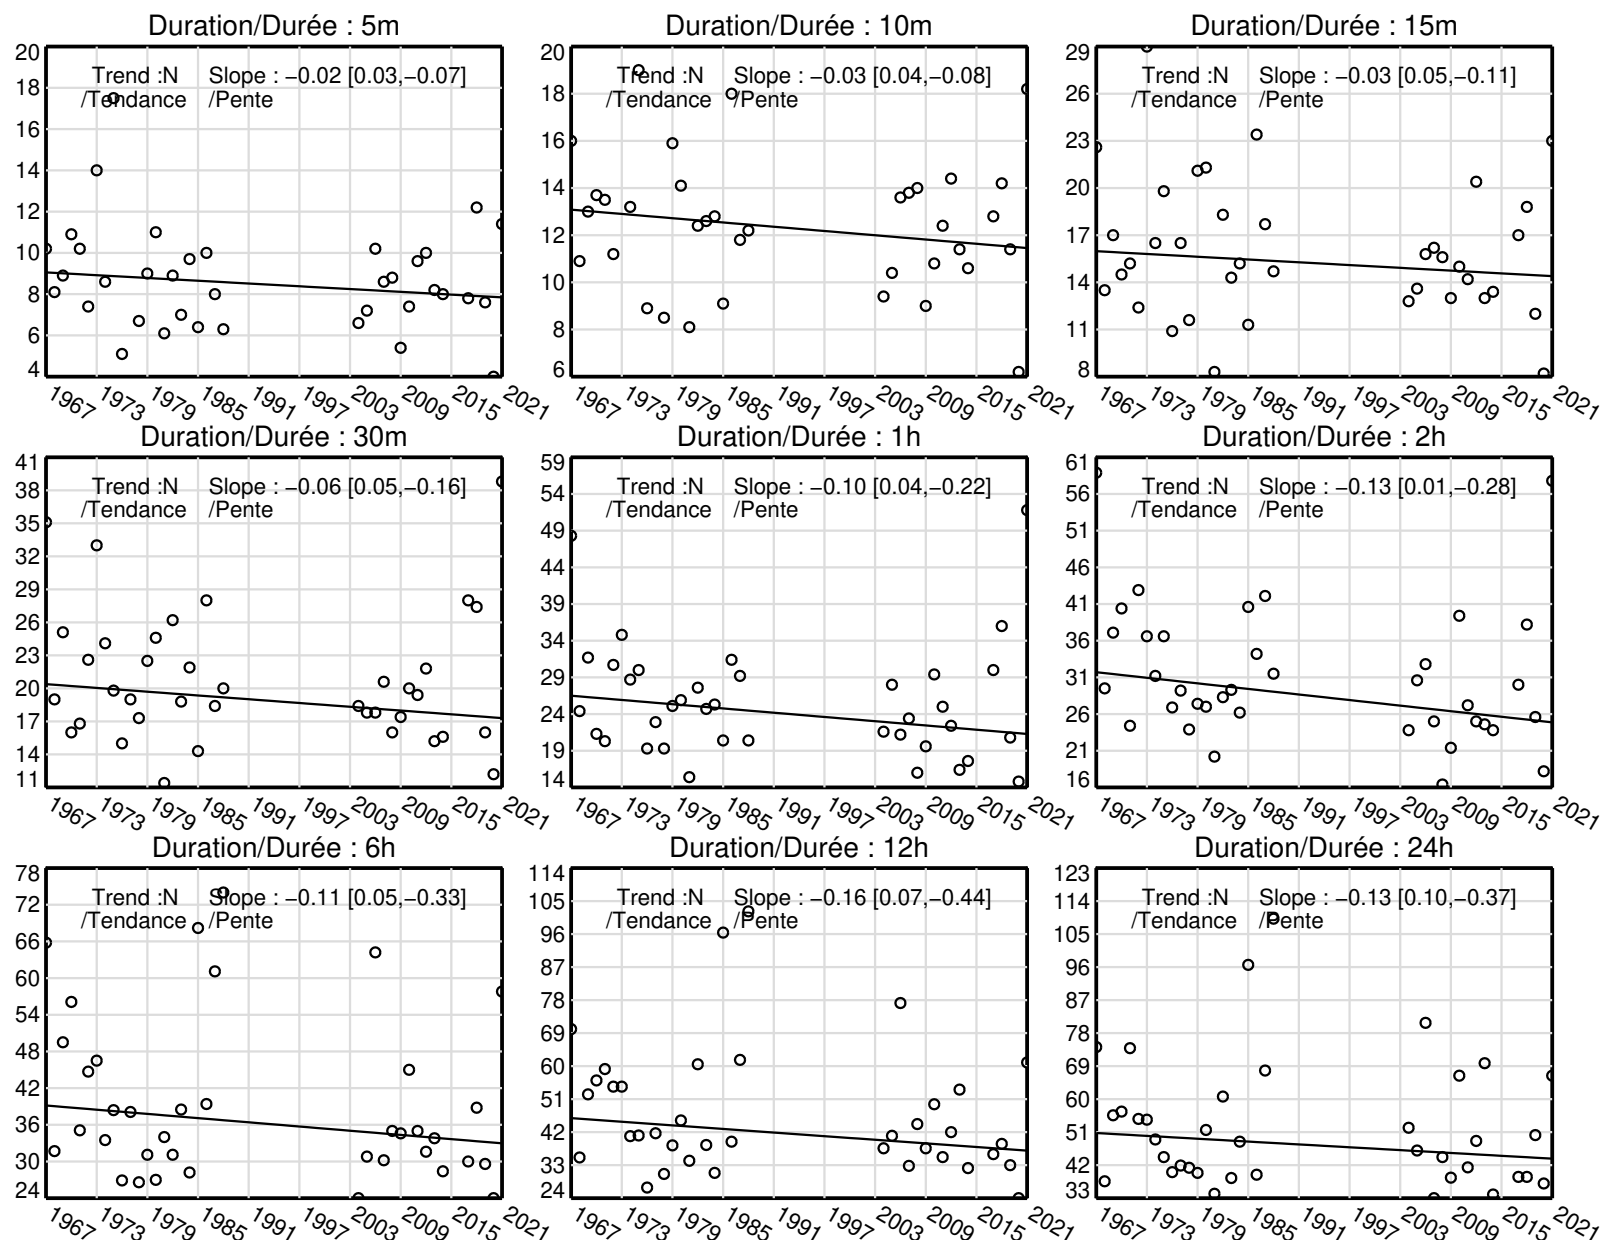 Duration/Durée : 5m
Trend :N Slope : −0.02 [0.03,−0.07]
/Tendance /Pente
20
18
16
14
12
10
8
6
4
1967 1973 1979 1985 1991 1997 2003 2009 2015 2021
Duration/Durée : 10m
Trend :N Slope : −0.03 [0.04,−0.08]
/Tendance /Pente
20
18
16
14
12
10
8
6
1967 1973 1979 1985 1991 1997 2003 2009 2015 2021
Duration/Durée : 15m
Trend :N Slope : −0.03 [0.05,−0.11]
/Tendance /Pente
29
26
23
20
17
14
11
8
1967 1973 1979 1985 1991 1997 2003 2009 2015 2021
Duration/Durée : 30m
Trend :N Slope : −0.06 [0.05,−0.16]
/Tendance /Pente
41
38
35
32
29
26
23
20
17
14
11
1967 1973 1979 1985 1991 1997 2003 2009 2015 2021
Duration/Durée : 1h
Trend :N Slope : −0.10 [0.04,−0.22]
/Tendance /Pente
59
54
49
44
39
34
29
24
19
14
1967 1973 1979 1985 1991 1997 2003 2009 2015 2021
Duration/Durée : 2h
Trend :N Slope : −0.13 [0.01,−0.28]
/Tendance /Pente
61
56
51
46
41
36
31
26
21
16
1967 1973 1979 1985 1991 1997 2003 2009 2015 2021
Duration/Durée : 6h
Trend :N Slope : −0.11 [0.05,−0.33]
/Tendance /Pente
78
72
66
60
54
48
42
36
30
24
1967 1973 1979 1985 1991 1997 2003 2009 2015 2021
Duration/Durée : 12h
Trend :N Slope : −0.16 [0.07,−0.44]
/Tendance /Pente
114
105
96
87
78
69
60
51
42
33
24
1967 1973 1979 1985 1991 1997 2003 2009 2015 2021
Duration/Durée : 24h
Trend :N Slope : −0.13 [0.10,−0.37]
/Tendance /Pente
123
114
105
96
87
78
69
60
51
42
33
1967 1973 1979 1985 1991 1997 2003 2009 2015 2021